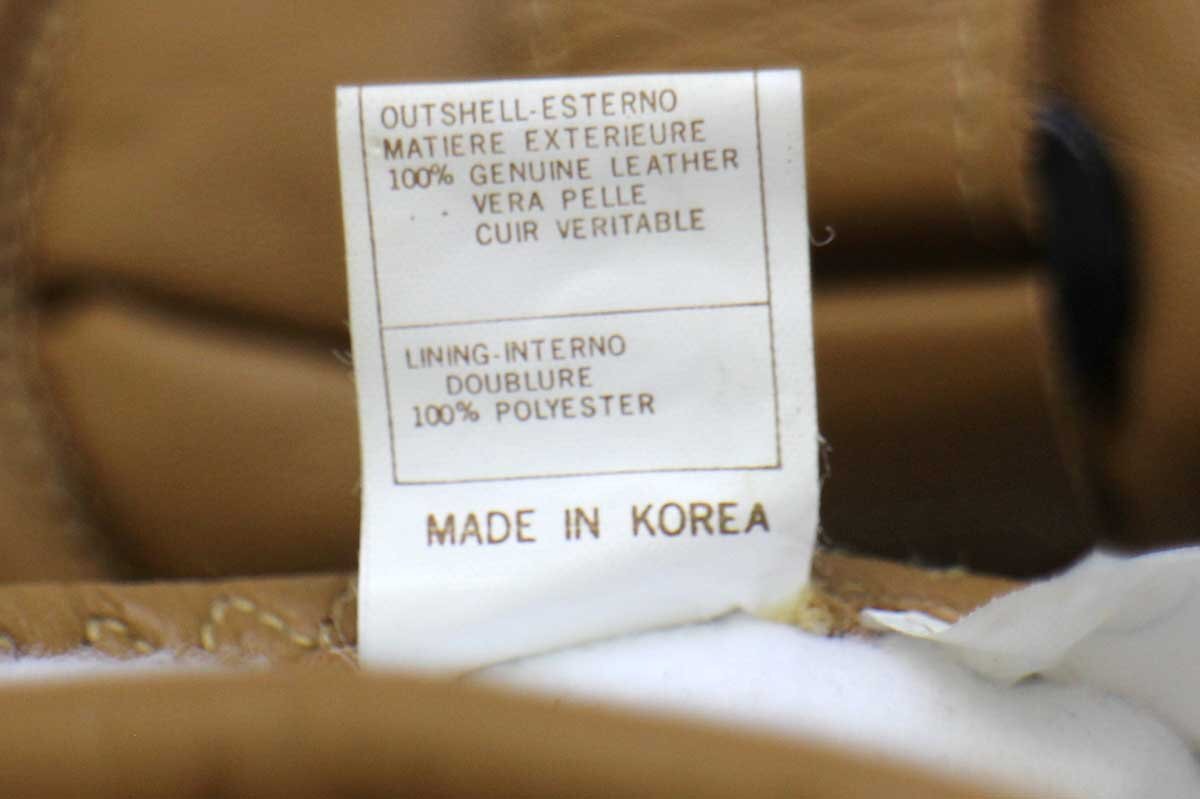 OUTSHELL-ESTERNO
MATIERE EXTERIEURE
100% GENUINE LEATHER
VERA PELLE
CUIR VERITABLE
LINING-INTERNO
DOUBLURE
100% POLYESTER
MADE IN KOREA